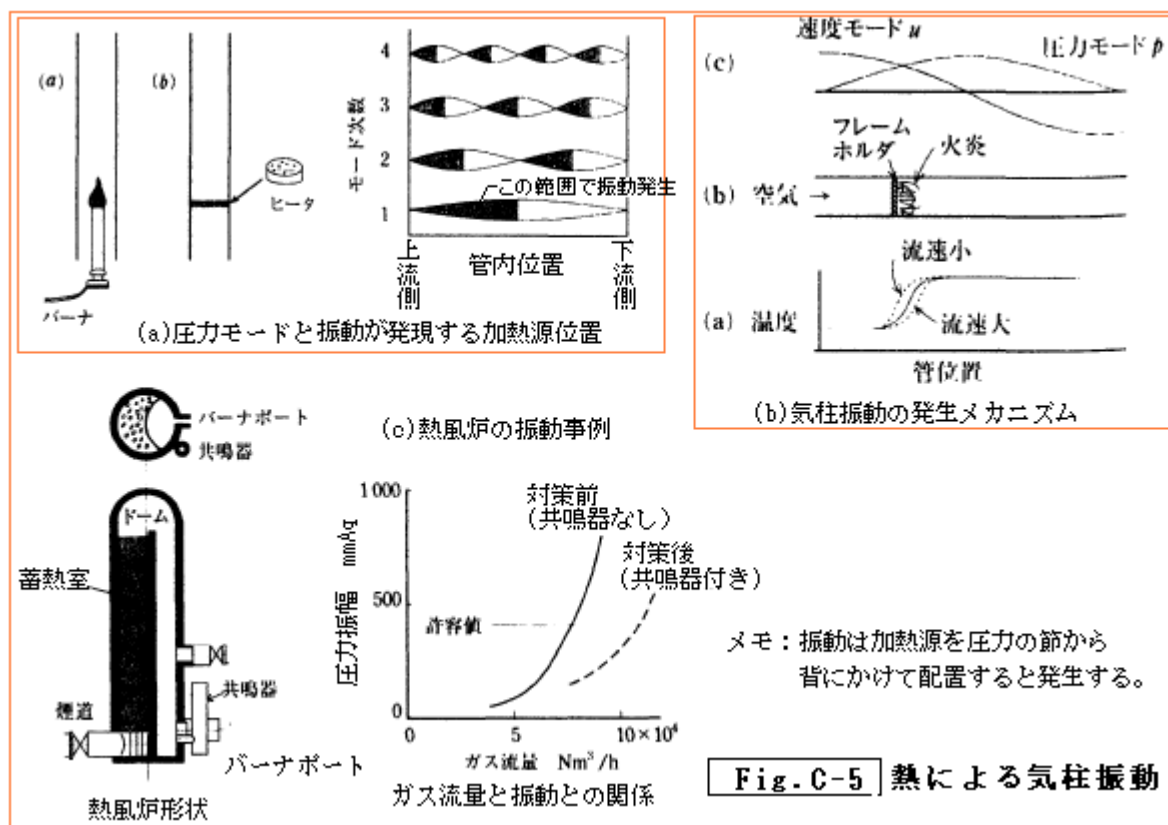 (a)
(b)
ヒータ
バーナ
モード次数
4
3
2
1
この範囲で振動発生
上流側
管内位置
下流側
(a)圧力モードと振動が発現する加熱源位置
速度モード u
圧力モード p
(c)
フレーム
ホルダ
火炎
(b) 空気
流速小
(a) 温度
流速大
管位置
(b)気柱振動の発生メカニズム
バーナポート
共鳴器
(c)熱風炉の振動事例
ドーム
蓄熱室
煙道
共鳴器
バーナポート
熱風炉形状
圧力振幅 mmAq
1000
500
0
対策前
(共鳴器なし)
対策後
(共鳴器付き)
許容値
0
5
10×10⁴
ガス流量 Nm³/h
ガス流量と振動との関係
メモ：振動は加熱源を圧力の節から
背にかけて配置すると発生する。
Fig.C-5 熱による気柱振動